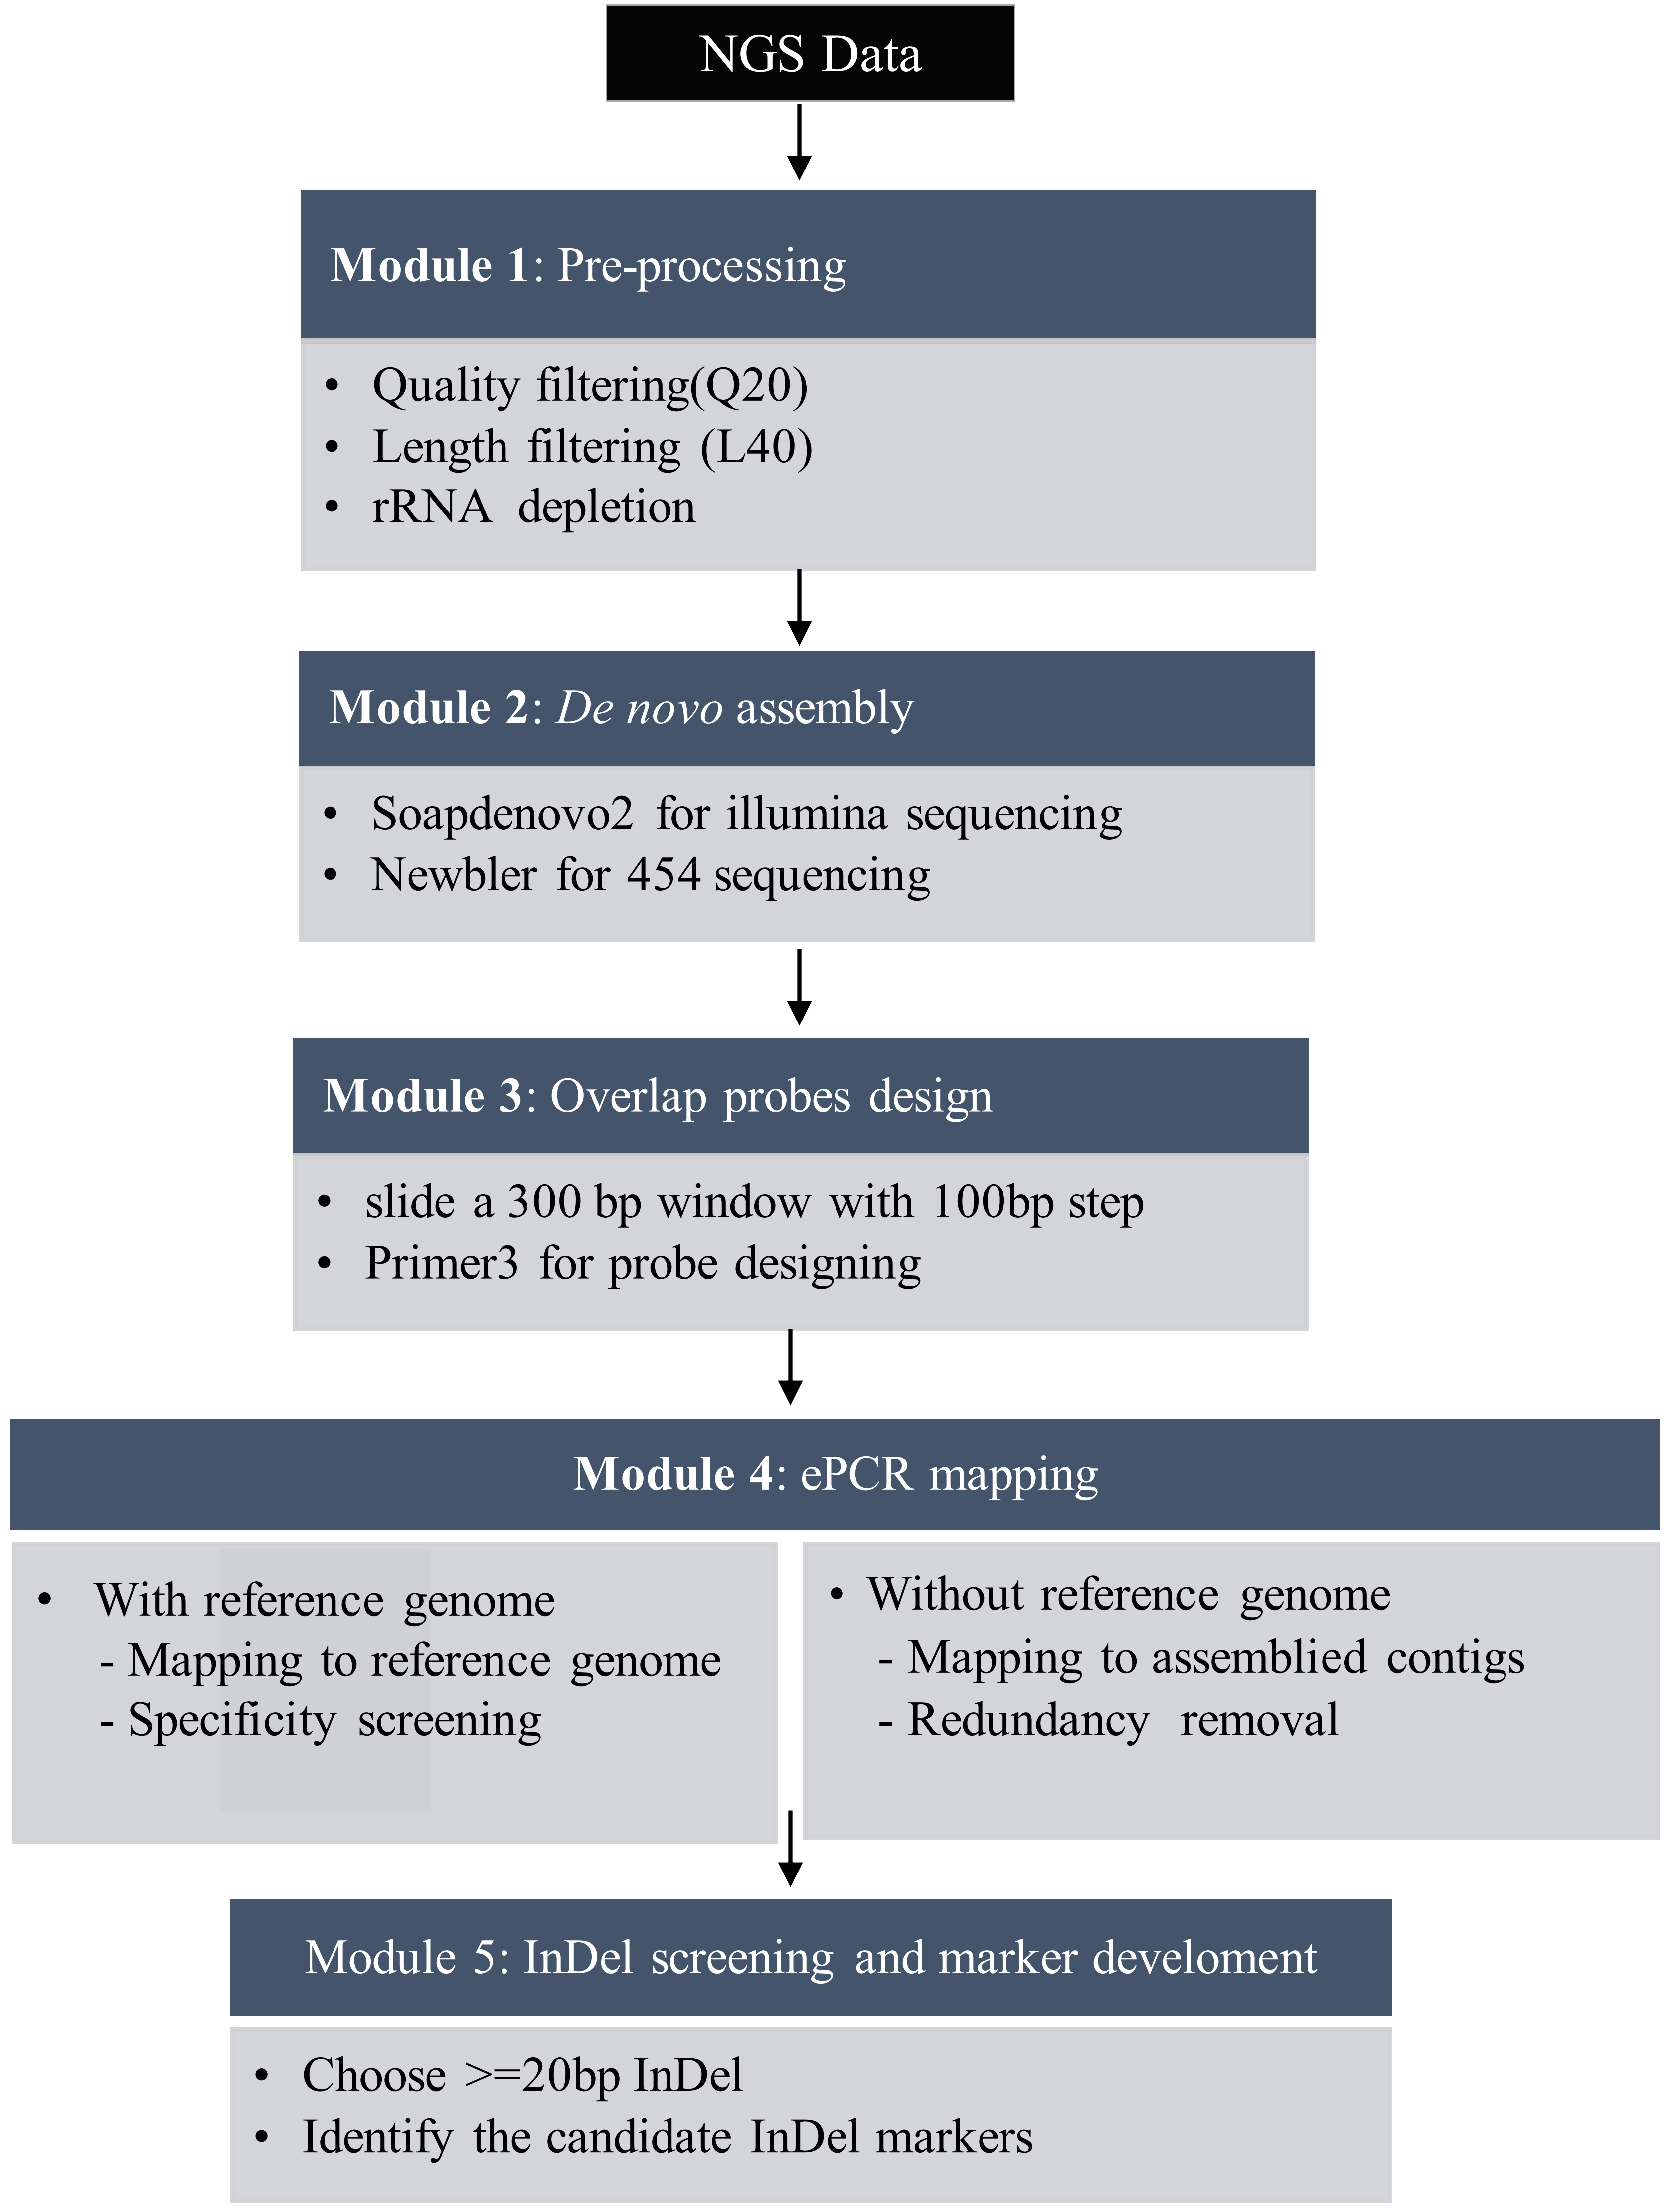 NGS Data
Module 1: Pre-processing
• Quality filtering(Q20)
• Length filtering (L40)
• rRNA depletion
Module 2: De novo assembly
• Soapdenovo2 for illumina sequencing
• Newbler for 454 sequencing
Module 3: Overlap probes design
• slide a 300 bp window with 100bp step
• Primer3 for probe designing
Module 4: ePCR mapping
• With reference genome
- Mapping to reference genome
- Specificity screening
• Without reference genome
- Mapping to assemblied contigs
- Redundancy removal
Module 5: InDel screening and marker develoment
• Choose >=20bp InDel
• Identify the candidate InDel markers